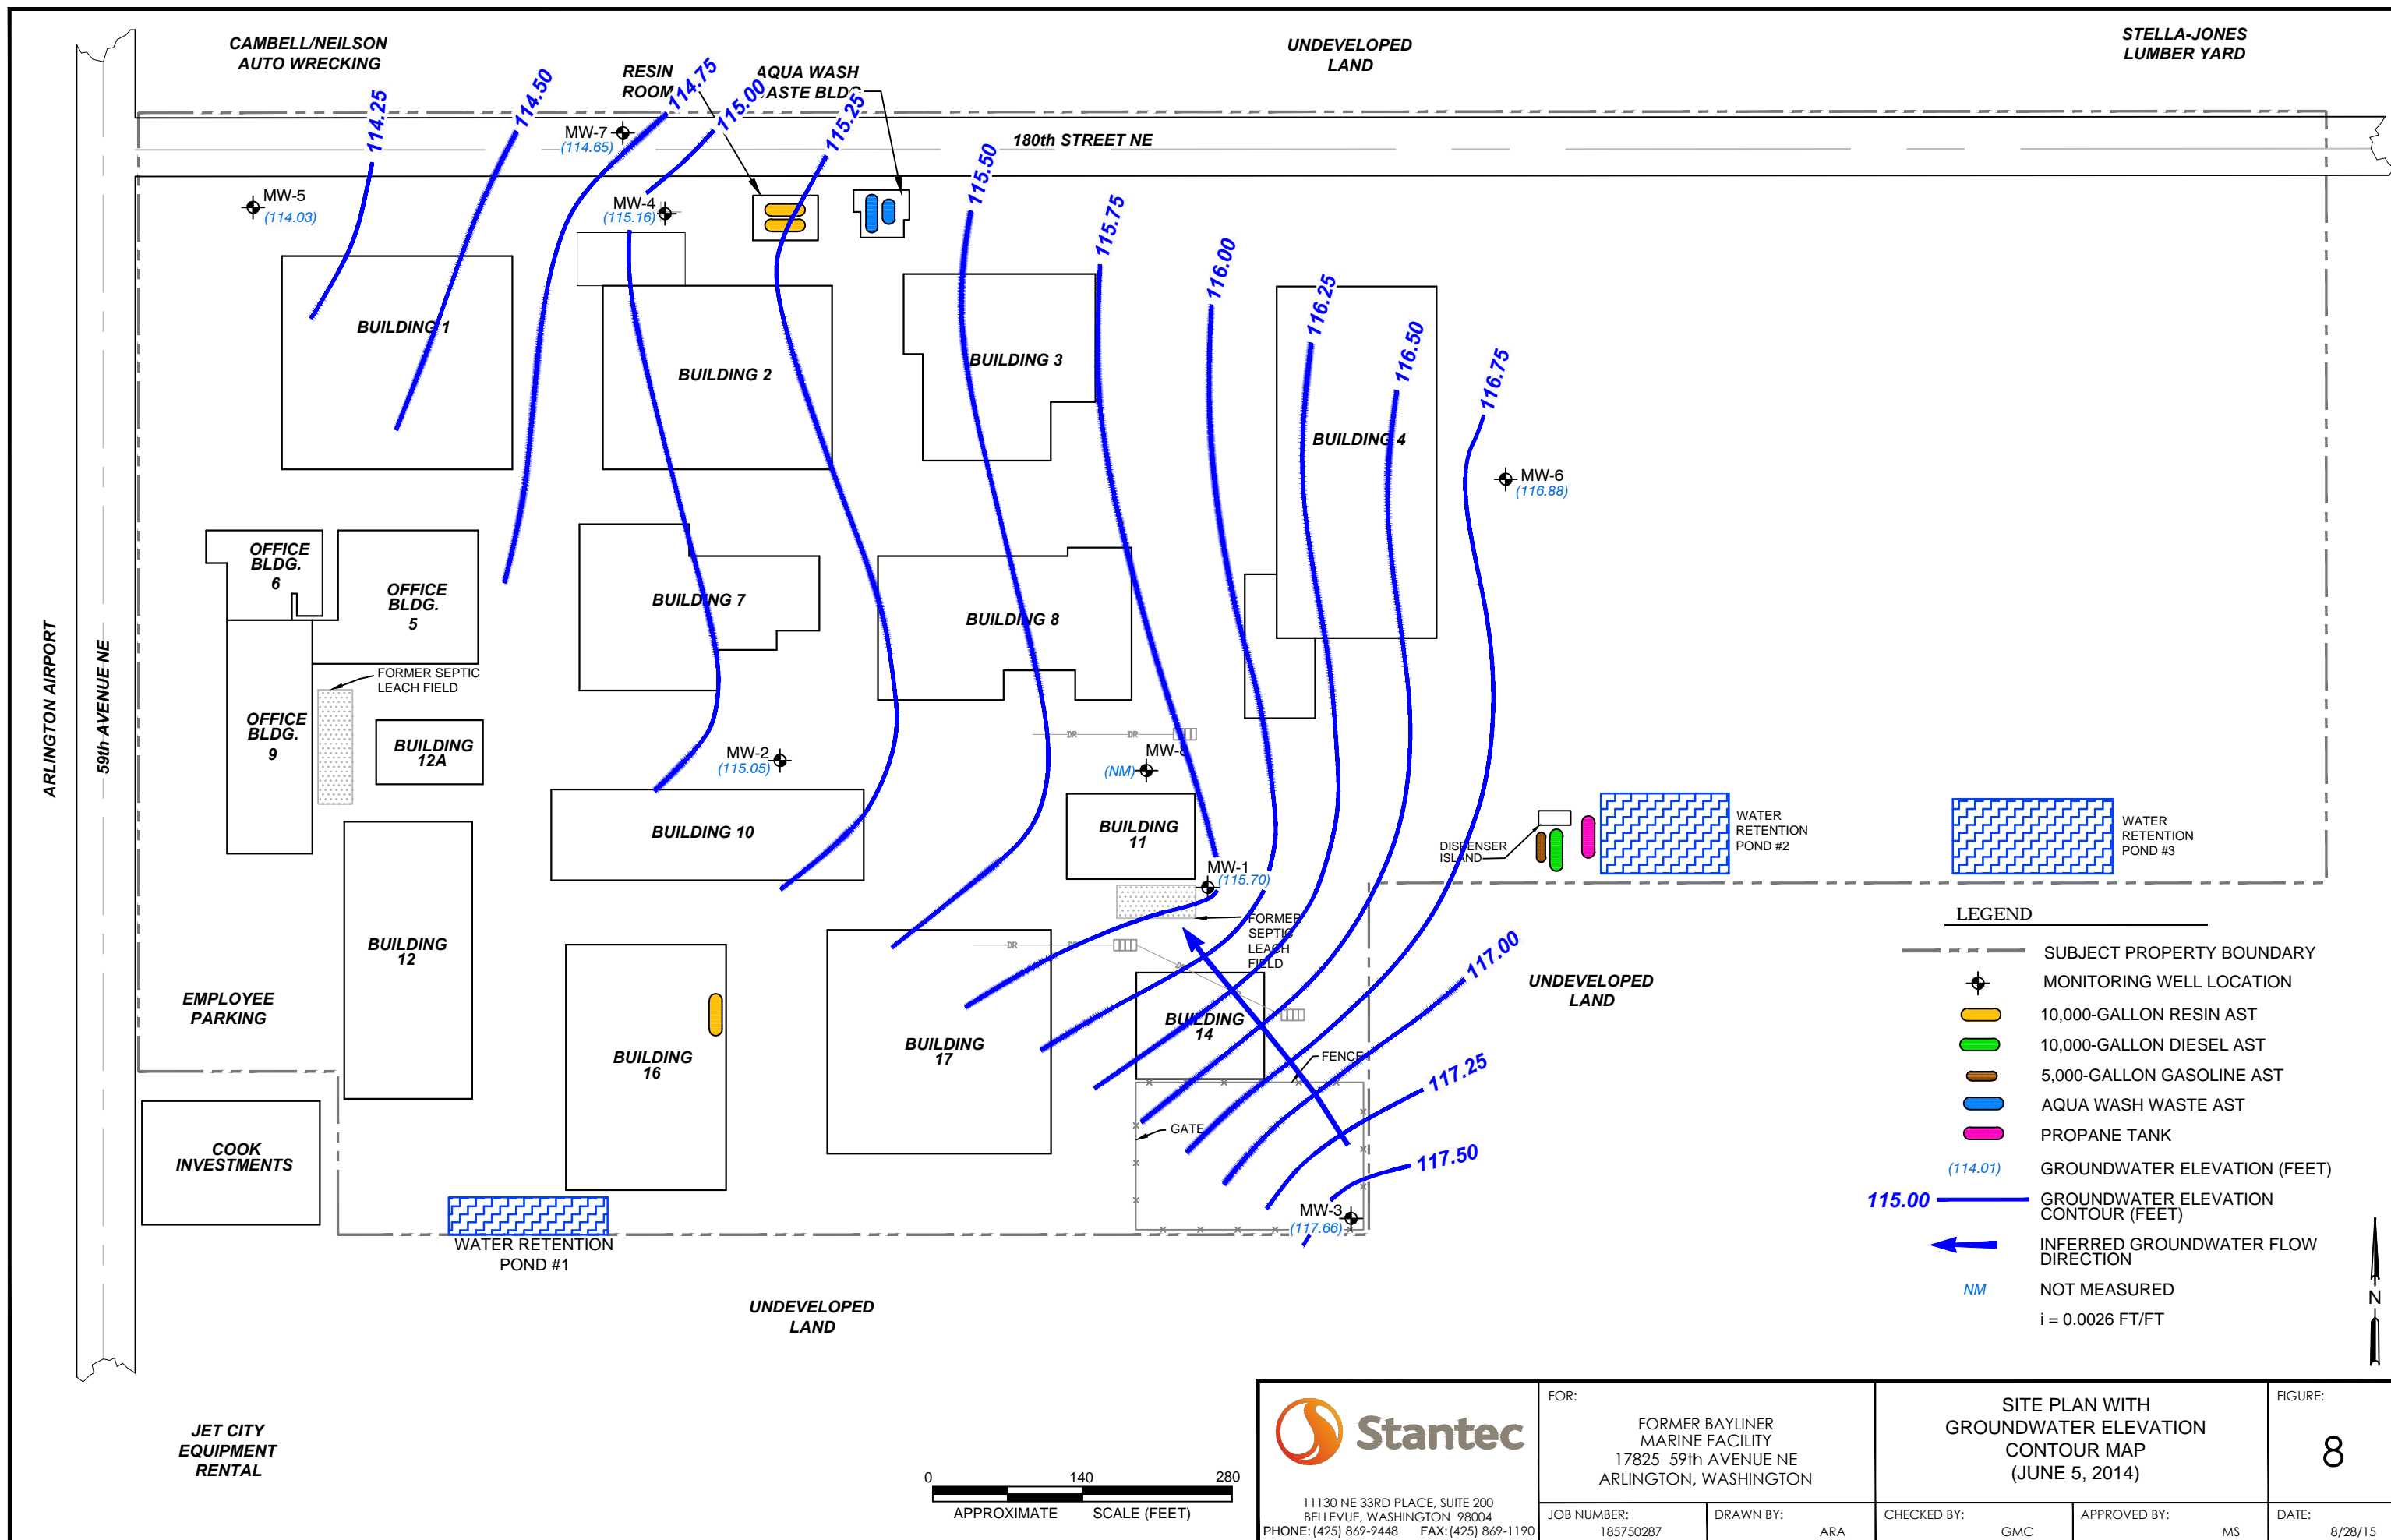 CAMBELL/NEILSON
AUTO WRECKING
UNDEVELOPED
LAND
STELLA-JONES
LUMBER YARD
RESIN
ROOM
AQUA WASH
WASTE BLDG
114.25
114.50
114.75
115.00
115.25
115.50
115.75
116.00
116.25
116.50
116.75
180th STREET NE
MW-7
(114.65)
MW-5
(114.03)
MW-4
(115.16)
BUILDING 1
BUILDING 2
BUILDING 3
BUILDING 4
MW-6
(116.88)
OFFICE
BLDG.
6
OFFICE
BLDG.
5
BUILDING 7
BUILDING 8
ARLINGTON AIRPORT
59th AVENUE NE
FORMER SEPTIC
LEACH FIELD
OFFICE
BLDG.
9
BUILDING
12A
MW-2
(115.05)
DR
DR
MW-8
(NM)
BUILDING 10
BUILDING
11
DISPENSER
ISLAND
WATER
RETENTION
POND #2
WATER
RETENTION
POND #3
MW-1
(115.70)
FORMER
SEPTIC
LEACH
FIELD
BUILDING
12
DR
DR
DR
117.00
UNDEVELOPED
LAND
EMPLOYEE
PARKING
BUILDING
14
BUILDING
16
BUILDING
17
FENCE
117.25
GATE
117.50
COOK
INVESTMENTS
MW-3
(117.66)
WATER RETENTION
POND #1
UNDEVELOPED
LAND
JET CITY
EQUIPMENT
RENTAL
LEGEND
SUBJECT PROPERTY BOUNDARY
MONITORING WELL LOCATION
10,000-GALLON RESIN AST
10,000-GALLON DIESEL AST
5,000-GALLON GASOLINE AST
AQUA WASH WASTE AST
PROPANE TANK
(114.01) GROUNDWATER ELEVATION (FEET)
115.00 GROUNDWATER ELEVATION
CONTOUR (FEET)
INFERRED GROUNDWATER FLOW
DIRECTION
NM NOT MEASURED
i = 0.0026 FT/FT
N
0 140 280
APPROXIMATE SCALE (FEET)
Stantec
11130 NE 33RD PLACE, SUITE 200
BELLEVUE, WASHINGTON 98004
PHONE: (425) 869-9448 FAX: (425) 869-1190
FOR:
FORMER BAYLINER
MARINE FACILITY
17825 59th AVENUE NE
ARLINGTON, WASHINGTON
SITE PLAN WITH
GROUNDWATER ELEVATION
CONTOUR MAP
(JUNE 5, 2014)
FIGURE:
8
JOB NUMBER:
185750287
DRAWN BY:
ARA
CHECKED BY:
GMC
APPROVED BY:
MS
DATE:
8/28/15